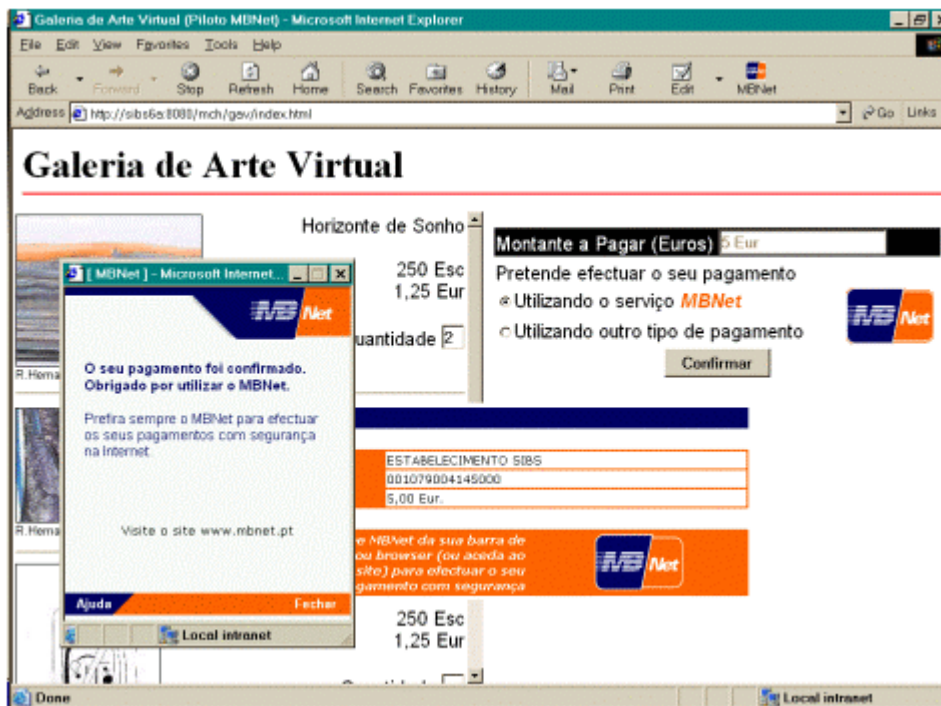 Galeria de Arte Virtual (Piloto MBNet) - Microsoft Internet Explorer
File Edit View Favorites Tools Help
Back Forward Stop Refresh Home Search Favorites History Mail Print Edit MBNet
Address http://sibs6a:8080/mch/gav/index.html Go Links
Galeria de Arte Virtual
Horizonte de Sonho
250 Esc
1,25 Eur
uantidade 2
R.Herna
Montante a Pagar (Euros) 5 Eur
Pretende efectuar o seu pagamento
Utilizando o serviço MBNet
Utilizando outro tipo de pagamento
MB Net
Confirmar
[ MBNet ] - Microsoft Internet...
MB Net
O seu pagamento foi confirmado.
Obrigado por utilizar o MBNet.
Prefira sempre o MBNet para efectuar
os seus pagamentos com segurança
na Internet
Visite o site www.mbnet.pt
Ajuda Fechar
Local intranet
ESTABELECIMENTO SIBS
001079004145000
5,00 Eur.
R.Herna
e MBNet da sua barra de
ou browser (ou aceda ao
site) para efectuar o seu
gamento com segurança
MB Net
250 Esc
1,25 Eur
Done Local intranet